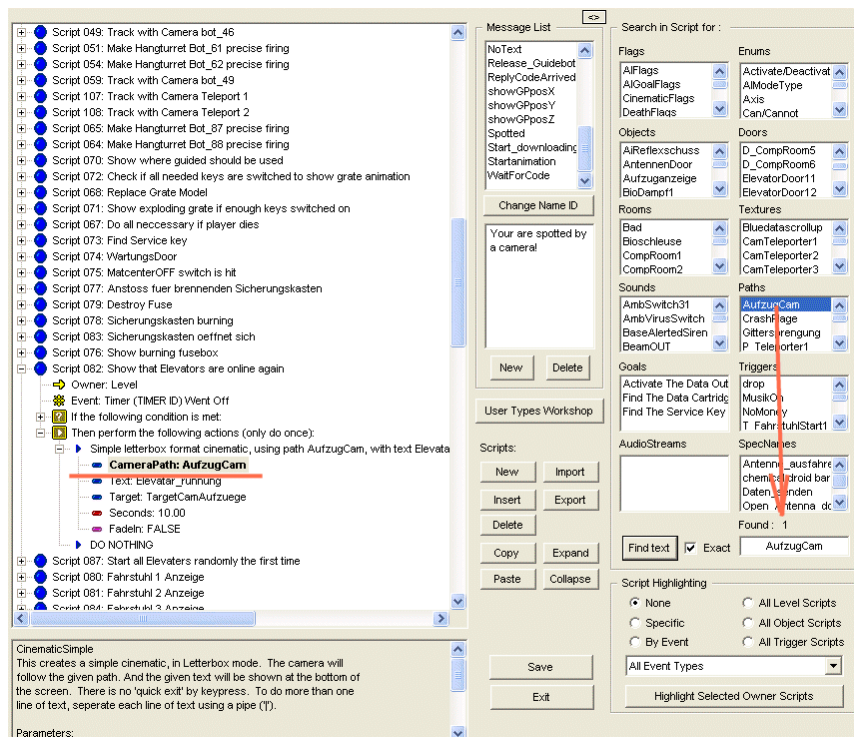 Script 049: Track with Camera bot_46
Script 051: Make Hangturret Bot_61 precise firing
Script 054: Make Hangturret Bot_62 precise firing
Script 059: Track with Camera bot_49
Script 107: Track with Camera Teleport 1
Script 108: Track with Camera Teleport 2
Script 065: Make Hangturret Bot_87 precise firing
Script 064: Make Hangturret Bot_88 precise firing
Script 070: Show where guided should be used
Script 072: Check if all needed keys are switched to show grate animation
Script 068: Replace Grate Model
Script 071: Show exploding grate if enough keys switched on
Script 067: Do all neccessary if player dies
Script 073: Find Service key
Script 074: WartungsDoor
Script 075: MatcenterOFF switch is hit
Script 077: Anstoss fuer brennenden Sicherungskasten
Script 079: Destroy Fuse
Script 078: Sicherungskasten burning
Script 083: Sicherungskasten oeffnet sich
Script 076: Show burning fusebox
Script 082: Show that Elevators are online again
Owner: Level
Event: Timer (TIMER ID) Went Off
If the following condition is met:
Then perform the following actions (only do once):
Simple letterbox format cinematic, using path AufzugCam, with text Elevata
CameraPath: AufzugCam
Text: Elevatar_running
Target: TargetCamAufzuege
Seconds: 10.00
FadeIn: FALSE
DO NOTHING
Script 087: Start all Elevaters randomly the first time
Script 080: Fahrstuhl 1 Anzeige
Script 081: Fahrstuhl 2 Anzeige
Script 084: Fahrstuhl 3 Anzeige
CinematicSimple
This creates a simple cinematic, in Letterbox mode. The camera will
follow the given path. And the given text will be shown at the bottom of
the screen. There is no 'quick exit' by keypress. To do more than one
line of text, seperate each line of text using a pipe ('|').
Parameters:
<>
Message List
NoText
Release_Guidebot
ReplyCodeArrived
showGPposX
showGPposY
showGPposZ
Spotted
Start_downloading
Startanimation
WaitForCode
Change Name ID
Your are spotted by
a camera!
New
Delete
User Types Workshop
Scripts:
New
Import
Insert
Export
Delete
Copy
Expand
Paste
Collapse
Save
Exit
Search in Script for :
Flags
AIFlags
AIGoalFlags
CinematicFlags
DeathFlags
Enums
Activate/Deactivat
AIModeType
Axis
Can/Cannot
Objects
AiReflexschuss
AntennenDoor
Aufzuganzeige
BioDampf1
Doors
D_CompRoom5
D_CompRoom6
ElevatorDoor11
ElevatorDoor12
Rooms
Bad
Bioschleuse
CompRoom1
CompRoom2
Textures
Bluedatascrollup
CamTeleporter1
CamTeleporter2
CamTeleporter3
Sounds
AmbSwitch31
AmbVirusSwitch
BaseAlertedSiren
BeamOUT
Paths
AufzugCam
Gittersprengung
P_Teleporter1
Goals
Activate The Data Out
Find The Data Cartridg
Find The Service Key
Triggers
drop
MusikOn
NoMoney
T_FahrstuhlStart1
AudioStreams
SpecNames
Antenne_ausfahre
chemical droid bar
Daten_senden
Open_Antenna_do
Found : 1
Find text
Exact
AufzugCam
Script Highlighting
None
All Level Scripts
Specific
All Object Scripts
By Event
All Trigger Scripts
All Event Types
Highlight Selected Owner Scripts